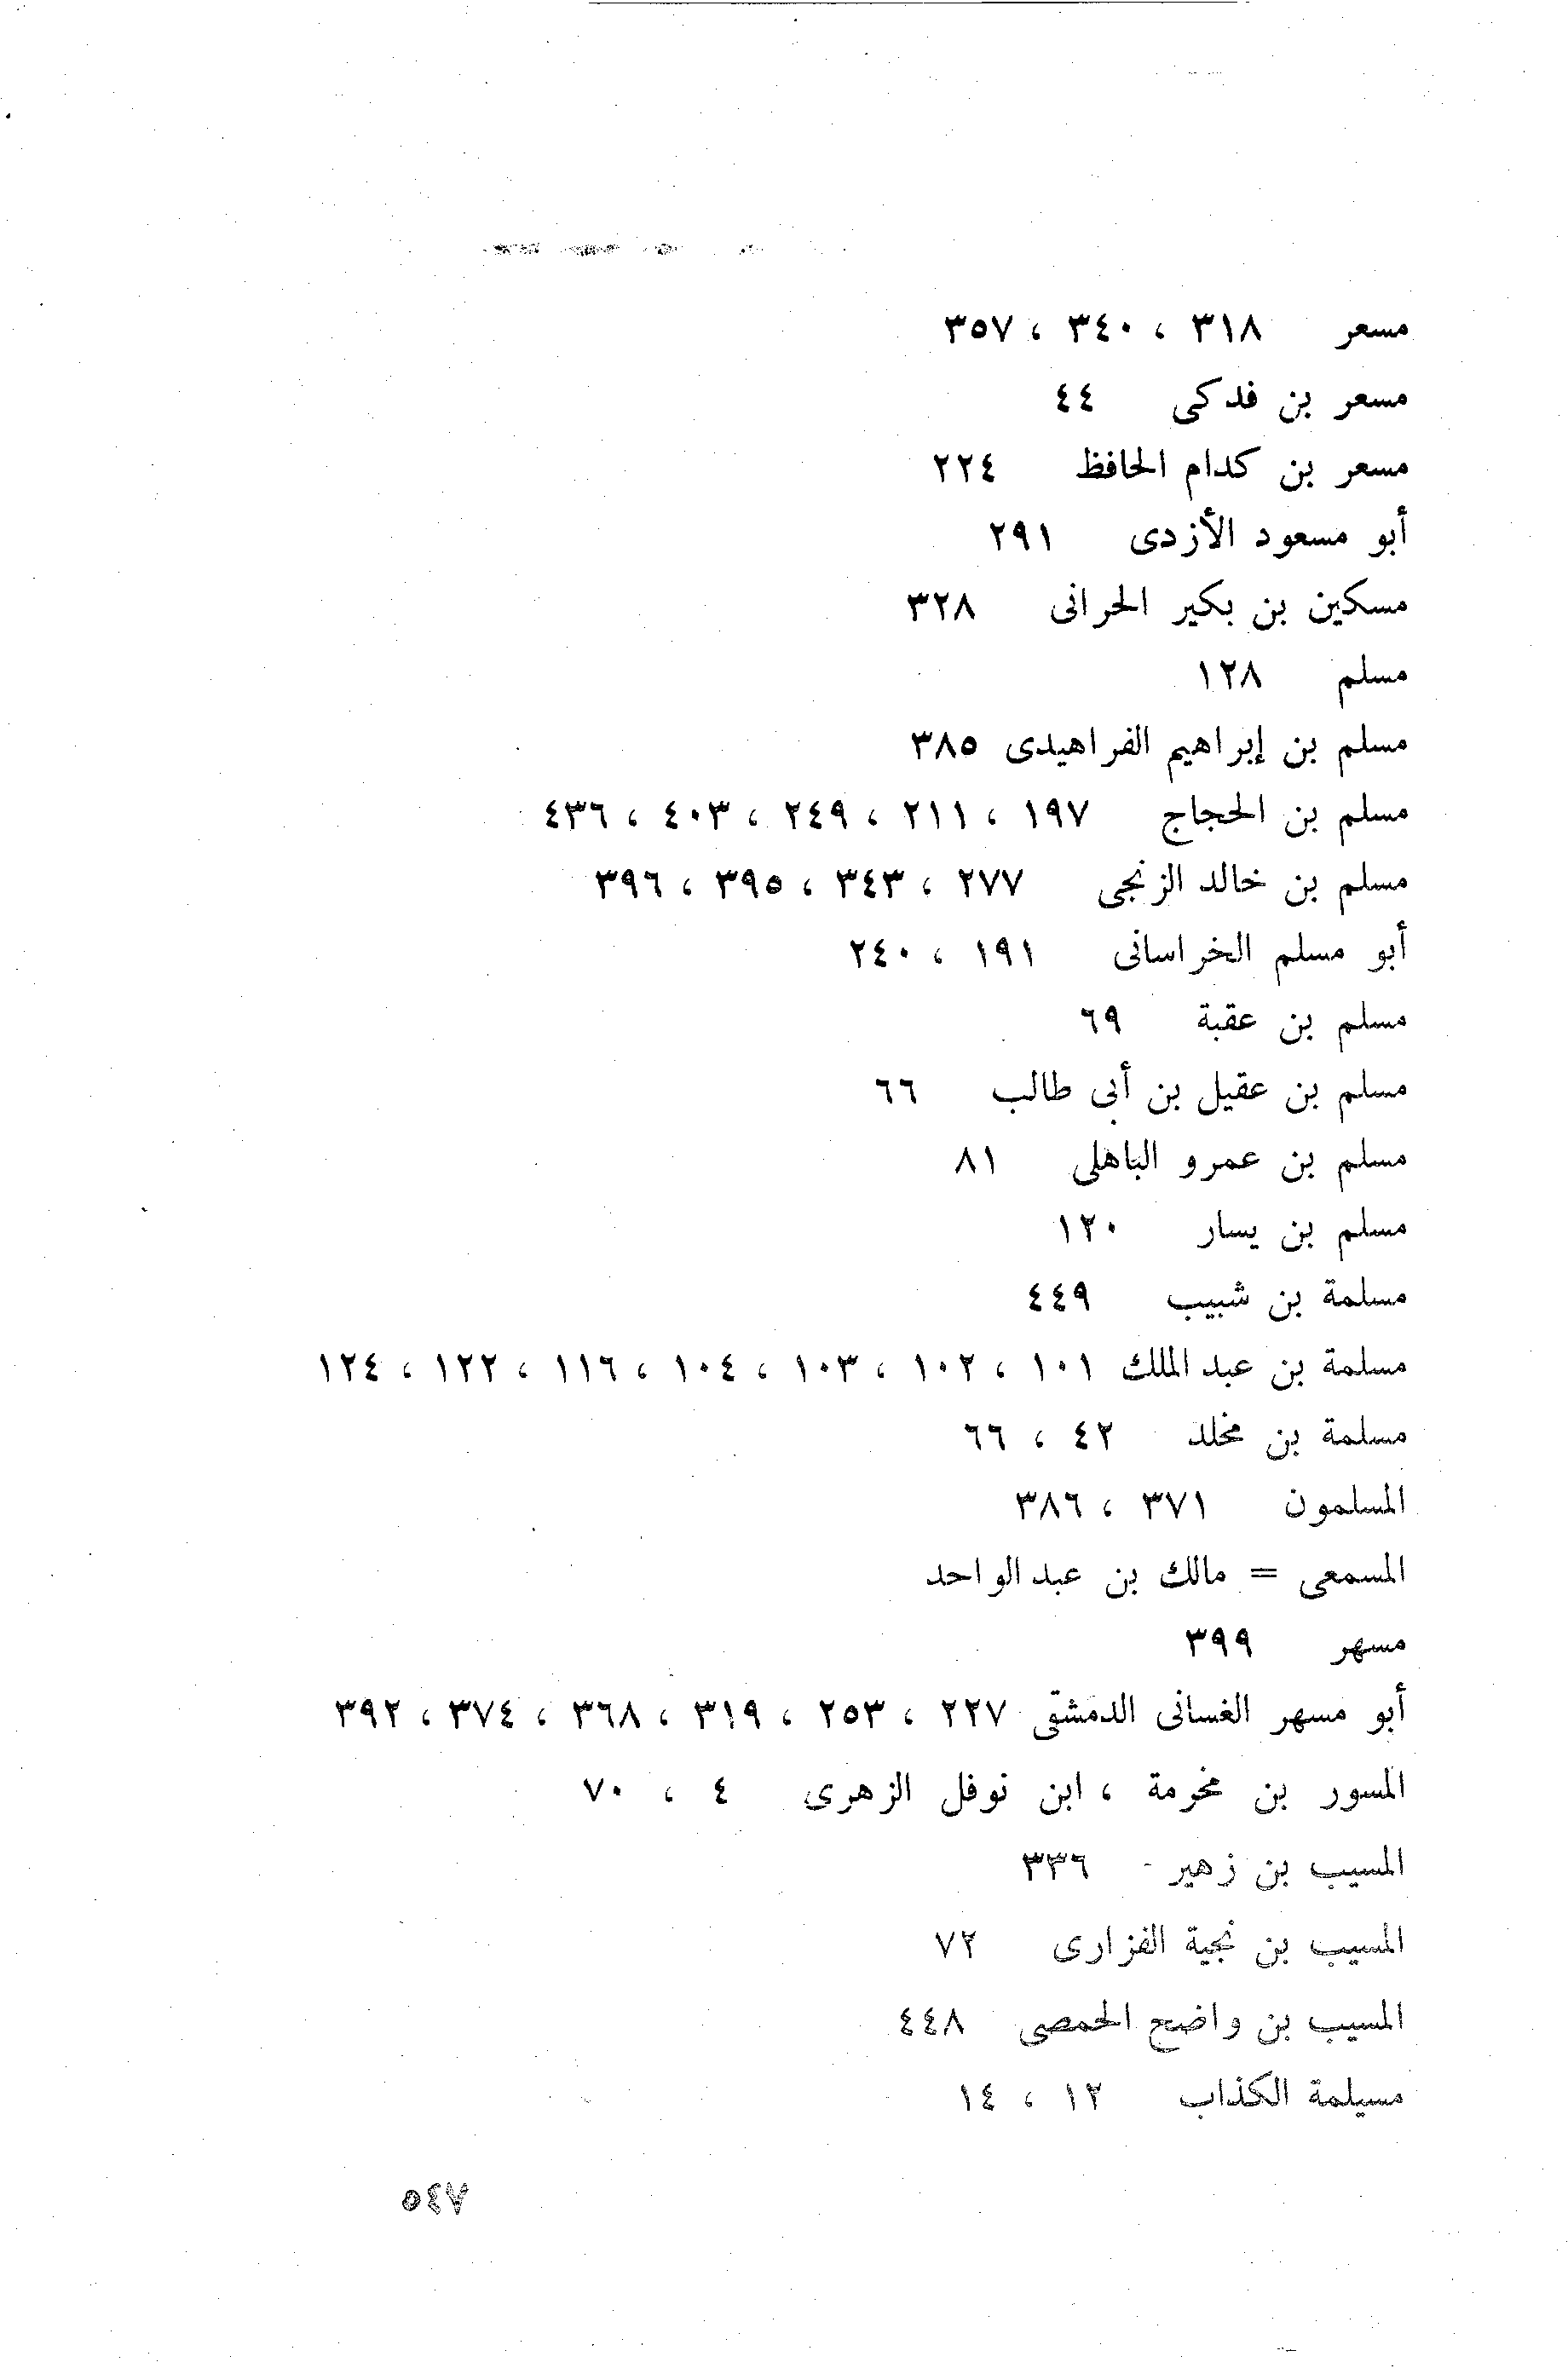 مسعر ٣١٨ ، ٣٤٠ ، ٣٥٧
مسعر بن فدكى ٤٤
مسعر بن كدام الحافظ ٢٢٤
أبو مسعود الأزدى ٢٩١
مسكين بن بكير الحرانى ٣٢٨
مسلم ١٢٨
مسلم بن إبراهيم الفراهيدى ٣٨٥
مسلم بن الحجاج ١٩٧ ، ٢١١ ، ٢٤٩ ، ٤٠٣ ، ٤٣٦
مسلم بن خالد الزنجى ٢٧٧ ، ٣٤٣ ، ٣٩٥ ، ٣٩٦
أبو مسلم الخراسانى ١٩١ ، ٢٤٠
مسلم بن عقبة ٦٩
مسلم بن عقيل بن أبى طالب ٦٦
مسلم بن عمرو الباهلى ٨١
مسلم بن يسار ١٢٠
مسلمة بن شبيب ٤٤٩
مسلمة بن عبد الملك ١٠١ ، ١٠٢ ، ١٠٣ ، ١٠٤ ، ١١٦ ، ١٢٢ ، ١٢٤
مسلمة بن مخلد ٤٢ ، ٦٦
المسلمون ٣٧١ ، ٣٨٦
المسمعى = مالك بن عبد الواحد
مسهر ٣٩٩
أبو مسهر الغسانى الدمشقى ٢٢٧ ، ٢٥٣ ، ٣١٩ ، ٣٦٨ ، ٣٧٤ ، ٣٩٢
المسور بن مخرمة ، ابن نوفل الزهرى ٤ ، ٧٠
المسيب بن زهير ٣٣٦
المسيب بن نجية الفزارى ٧٢
المسيب بن واضح الحمصى ٤٤٨
مسيلمة الكذاب ١٢ ، ١٤
٥٤٧